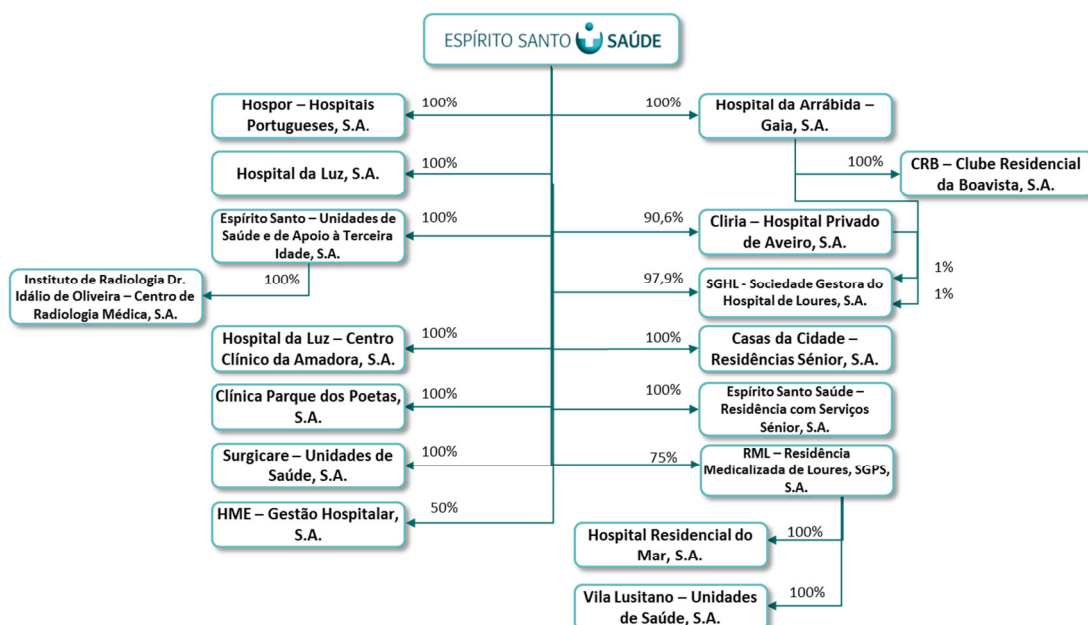 ESPÍRITO SANTO SAÚDE
Hospor – Hospitais
Portugueses, S.A.
100%
100%
Hospital da Arrábida –
Gaia, S.A.
100%
CRB – Clube Residencial
da Boavista, S.A.
Hospital da Luz, S.A.
100%
Espírito Santo – Unidades de
Saúde e de Apoio à Terceira
Idade, S.A.
100%
90,6%
Cliria – Hospital Privado
de Aveiro, S.A.
Instituto de Radiologia Dr.
Idálio de Oliveira – Centro de
Radiologia Médica, S.A.
100%
97,9%
SGHL - Sociedade Gestora do
Hospital de Loures, S.A.
1%
1%
Hospital da Luz – Centro
Clínico da Amadora, S.A.
100%
100%
Casas da Cidade –
Residências Sénior, S.A.
Clínica Parque dos Poetas,
S.A.
100%
100%
Espírito Santo Saúde –
Residência com Serviços
Sénior, S.A.
Surgicare – Unidades de
Saúde, S.A.
100%
75%
RML – Residência
Medicalizada de Loures, SGPS,
S.A.
HME – Gestão Hospitalar,
S.A.
50%
Hospital Residencial do
Mar, S.A.
100%
Vila Lusitano – Unidades
de Saúde, S.A.
100%